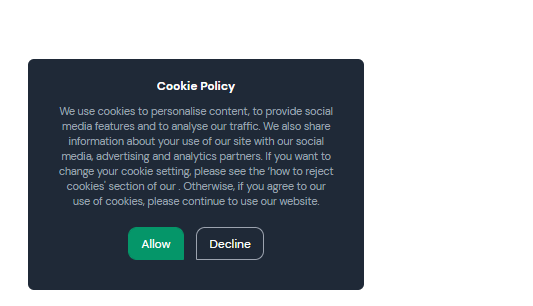 Cookie Policy
We use cookies to personalise content, to provide social
media features and to analyse our traffic. We also share
information about your use of our site with our social
media, advertising and analytics partners. If you want to
change your cookie setting, please see the 'how to reject
cookies' section of our . Otherwise, if you agree to our
use of cookies, please continue to use our website.
Allow
Decline